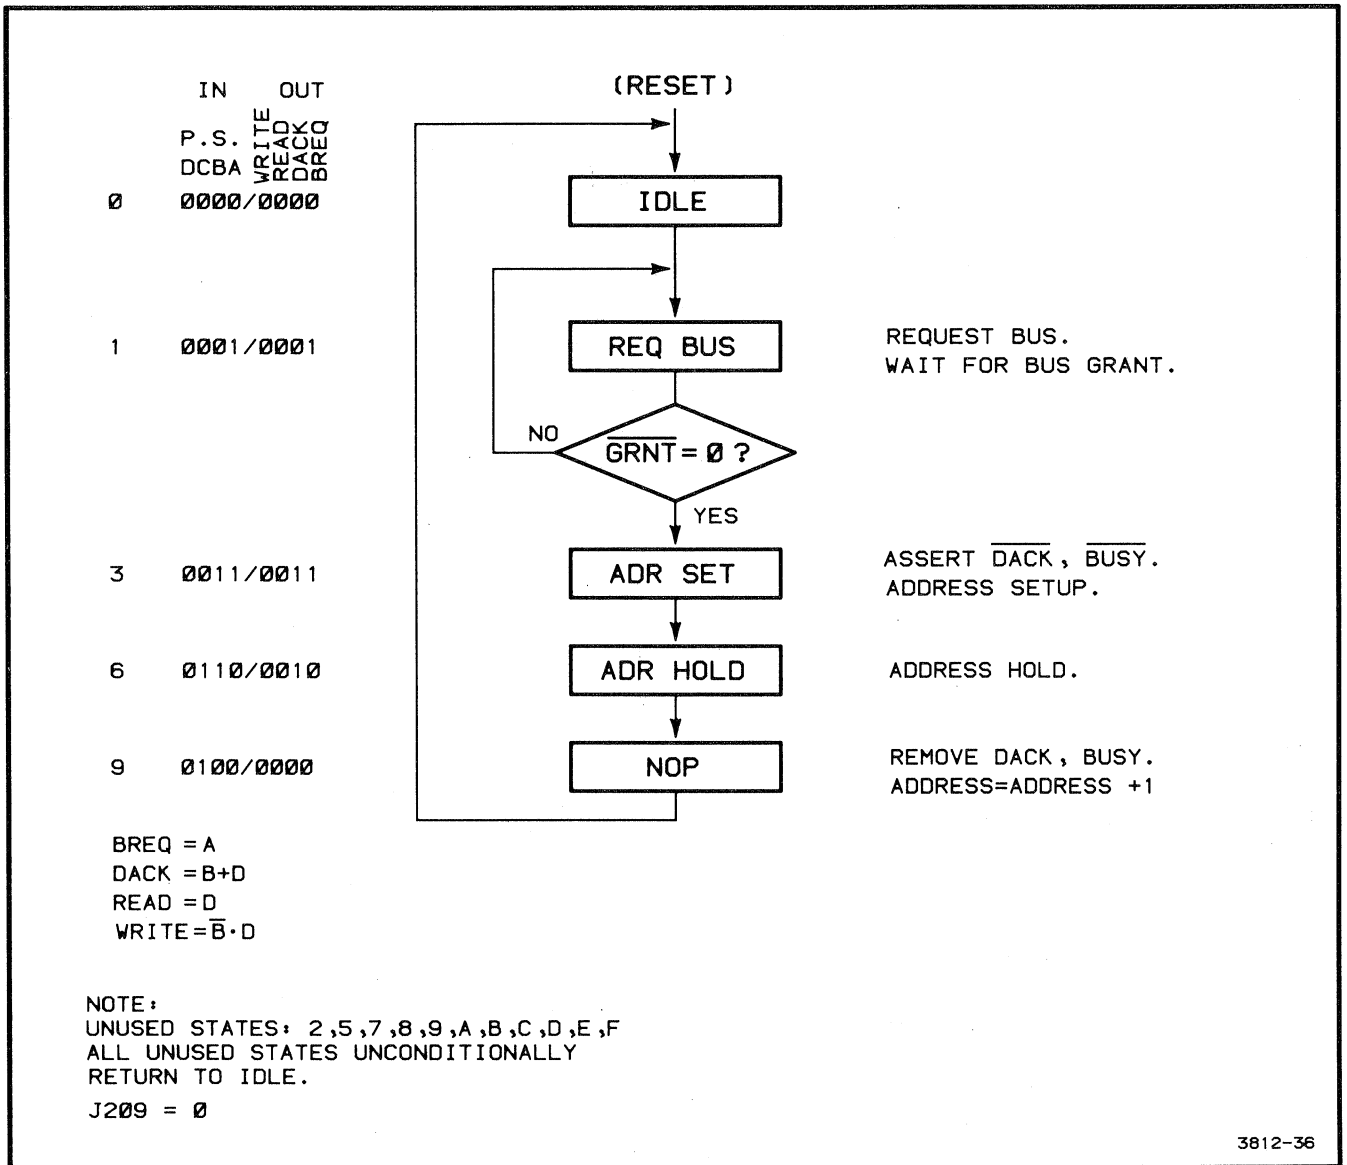 IN OUT
(RESET)
P.S.
DCBA WRITE READ DACK BREQ
0 0000/0000 IDLE
1 0001/0001 REQ BUS REQUEST BUS.
WAIT FOR BUS GRANT.
NO G̅R̅N̅T̅ = 0 ?
YES
3 0011/0011 ADR SET ASSERT D̅A̅C̅K̅, B̅U̅S̅Y̅.
ADDRESS SETUP.
6 0110/0010 ADR HOLD ADDRESS HOLD.
9 0100/0000 NOP REMOVE DACK, BUSY.
ADDRESS=ADDRESS +1
BREQ = A
DACK = B+D
READ = D
WRITE = B̅·D
NOTE:
UNUSED STATES: 2,5,7,8,9,A,B,C,D,E,F
ALL UNUSED STATES UNCONDITIONALLY
RETURN TO IDLE.
J209 = 0
3812-36